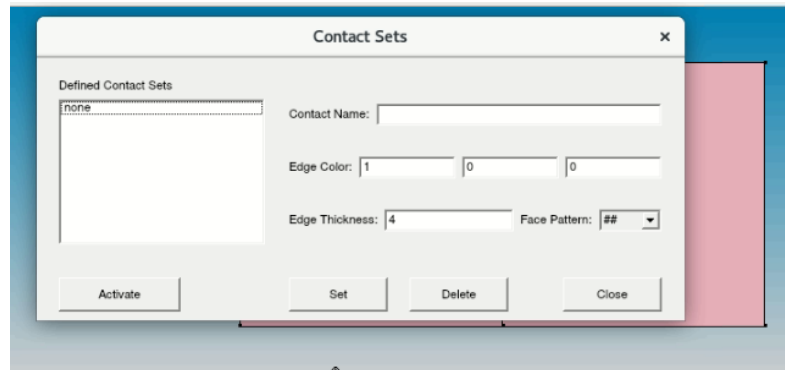 Contact Sets
Defined Contact Sets
none
Contact Name:
Edge Color: 1 0 0
Edge Thickness: 4 Face Pattern: ##
Activate Set Delete Close